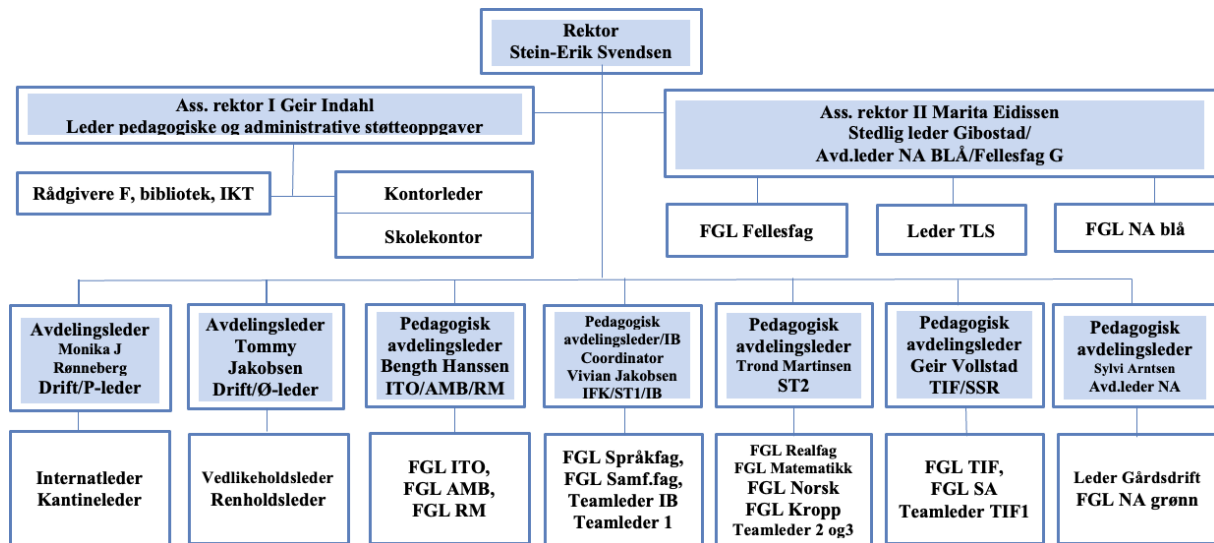 Rektor
Stein-Erik Svendsen
Ass. rektor I Geir Indahl
Leder pedagogiske og administrative støtteoppgaver
Ass. rektor II Marita Eidissen
Stedlig leder Gibostad/
Avd.leder NA BLÅ/Fellesfag G
Rådgivere F, bibliotek, IKT
Kontorleder
Skolekontor
FGL Fellesfag
Leder TLS
FGL NA blå
Avdelingsleder
Monika J
Rønneberg
Drift/P-leder
Avdelingsleder
Tommy
Jakobsen
Drift/Ø-leder
Pedagogisk
avdelingsleder
Bength Hanssen
ITO/AMB/RM
Pedagogisk
avdelingsleder/IB
Coordinator
Vivian Jakobsen
IFK/ST1/IB
Pedagogisk
avdelingsleder
Trond Martinsen
ST2
Pedagogisk
avdelingsleder
Geir Vollstad
TIF/SSR
Pedagogisk
avdelingsleder
Sylvi Arntsen
Avd.leder NA
Internatleder
Kantineleder
Vedlikeholdsleder
Renholdsleder
FGL ITO,
FGL AMB,
FGL RM
FGL Språkfag,
FGL Samf.fag,
Teamleder IB
Teamleder 1
FGL Realfag
FGL Matematikk
FGL Norsk
FGL Kropp
Teamleder 2 og3
FGL TIF,
FGL SA
Teamleder TIF1
Leder Gårdsdrift
FGL NA grønn